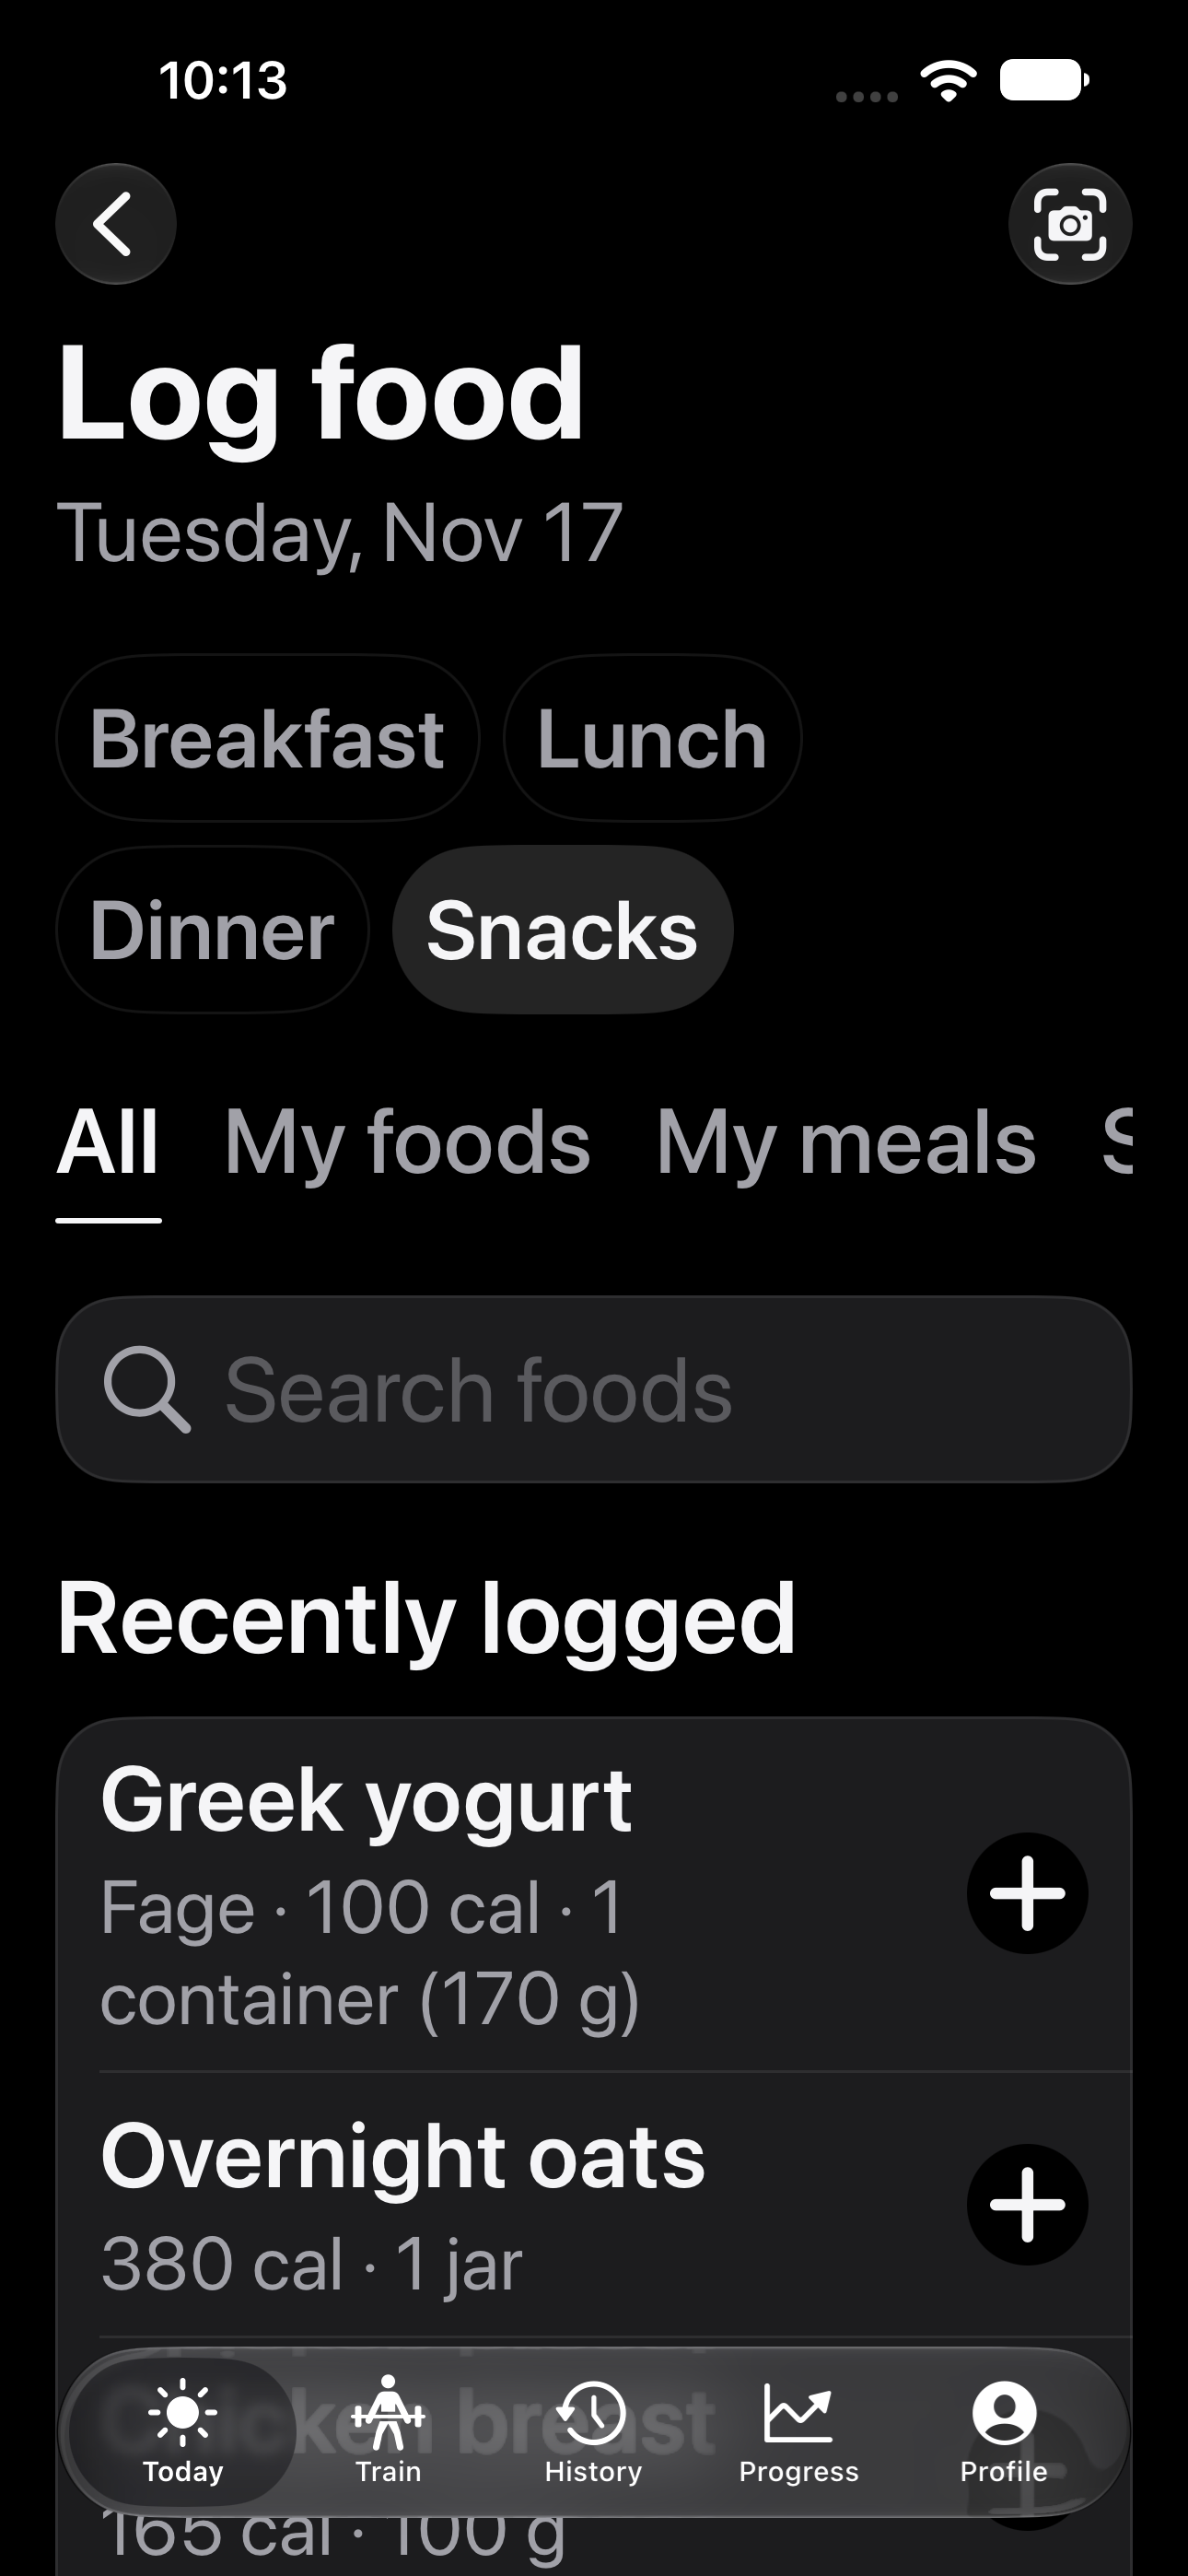 10:13
Log food
Tuesday, Nov 17
Breakfast
Lunch
Dinner
Snacks
All
My foods
My meals
Search foods
Recently logged
Greek yogurt
Fage · 100 cal · 1
container (170 g)
Overnight oats
380 cal · 1 jar
Chicken breast
165 cal · 100 g
Today
Train
History
Progress
Profile